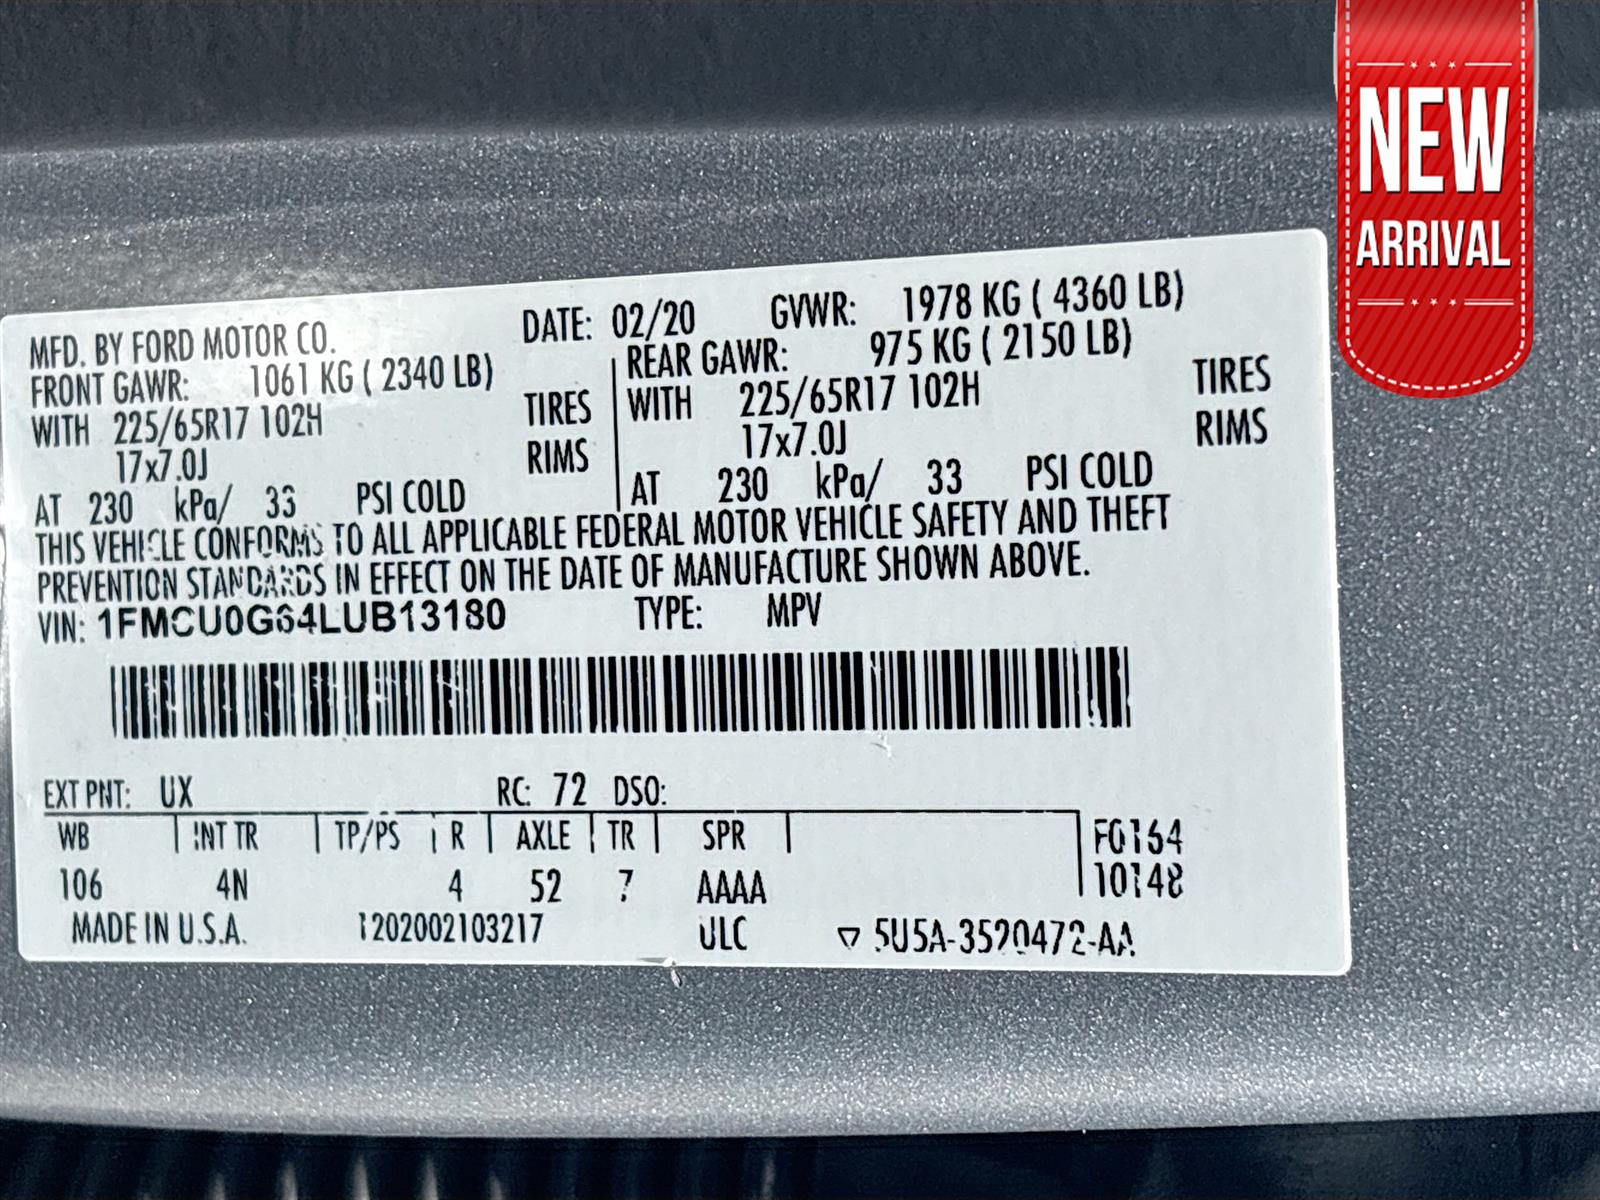 NEW
ARRIVAL
MFD. BY FORD MOTOR CO. DATE: 02/20 GVWR: 1978 KG ( 4360 LB)
FRONT GAWR: 1061 KG ( 2340 LB) REAR GAWR: 975 KG ( 2150 LB)
WITH 225/65R17 102H TIRES WITH 225/65R17 102H TIRES
17x7.0J RIMS 17x7.0J RIMS
AT 230 kPa/ 33 PSI COLD AT 230 kPa/ 33 PSI COLD
THIS VEHICLE CONFORMS TO ALL APPLICABLE FEDERAL MOTOR VEHICLE SAFETY AND THEFT
PREVENTION STANDARDS IN EFFECT ON THE DATE OF MANUFACTURE SHOWN ABOVE.
VIN: 1FMCU0G64LUB13180 TYPE: MPV
EXT PNT: UX RC: 72 DSO:
WB INT TR TP/PS R AXLE TR SPR F0164
106 4N 4 52 7 AAAA 10148
MADE IN U.S.A. 1202002103217 ULC ▽ 5U5A-3520472-AA